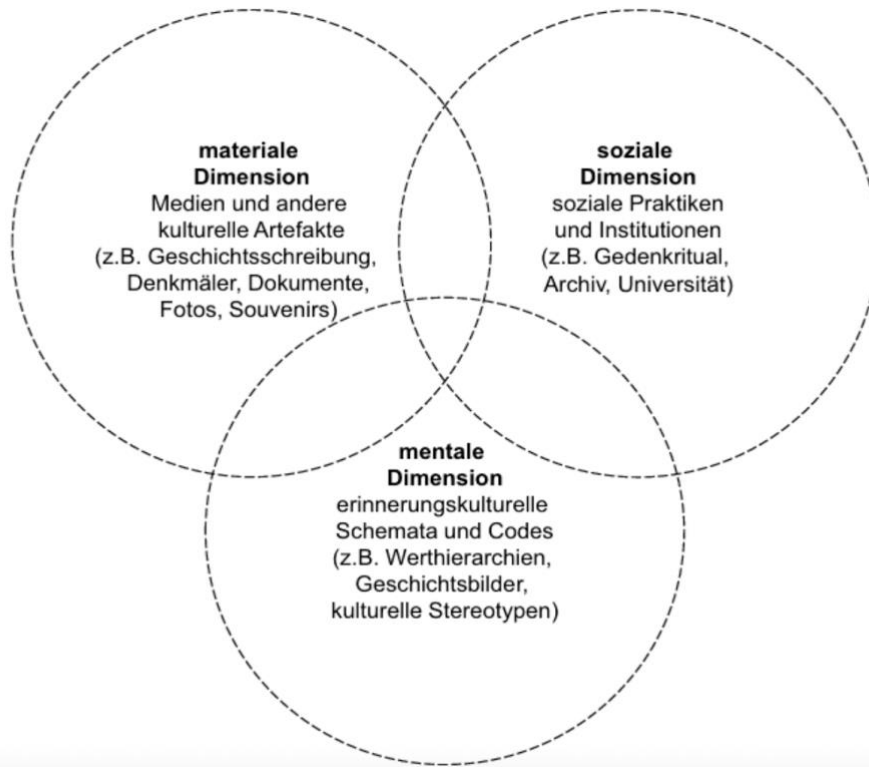 materiale
Dimension
Medien und andere
kulturelle Artefakte
(z.B. Geschichtsschreibung,
Denkmäler, Dokumente,
Fotos, Souvenirs)
soziale
Dimension
soziale Praktiken
und Institutionen
(z.B. Gedenkritual,
Archiv, Universität)
mentale
Dimension
erinnerungskulturelle
Schemata und Codes
(z.B. Werthierarchien,
Geschichtsbilder,
kulturelle Stereotypen)